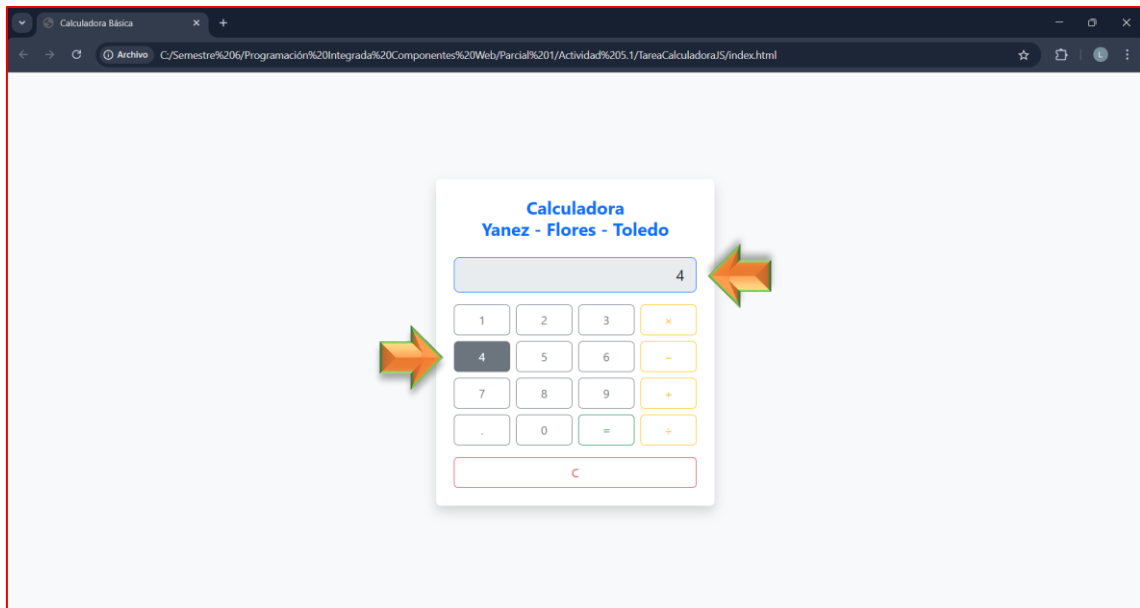 Calculadora Básica
Archivo C:/Semestre%206/Programación%20Integrada%20Componentes%20Web/Parcial%201/Actividad%205.1/TareaCalculadoraJS/index.html
L
Calculadora
Yanez - Flores - Toledo
4
1 2 3 ×
4 5 6 −
7 8 9 +
. 0 = ÷
C